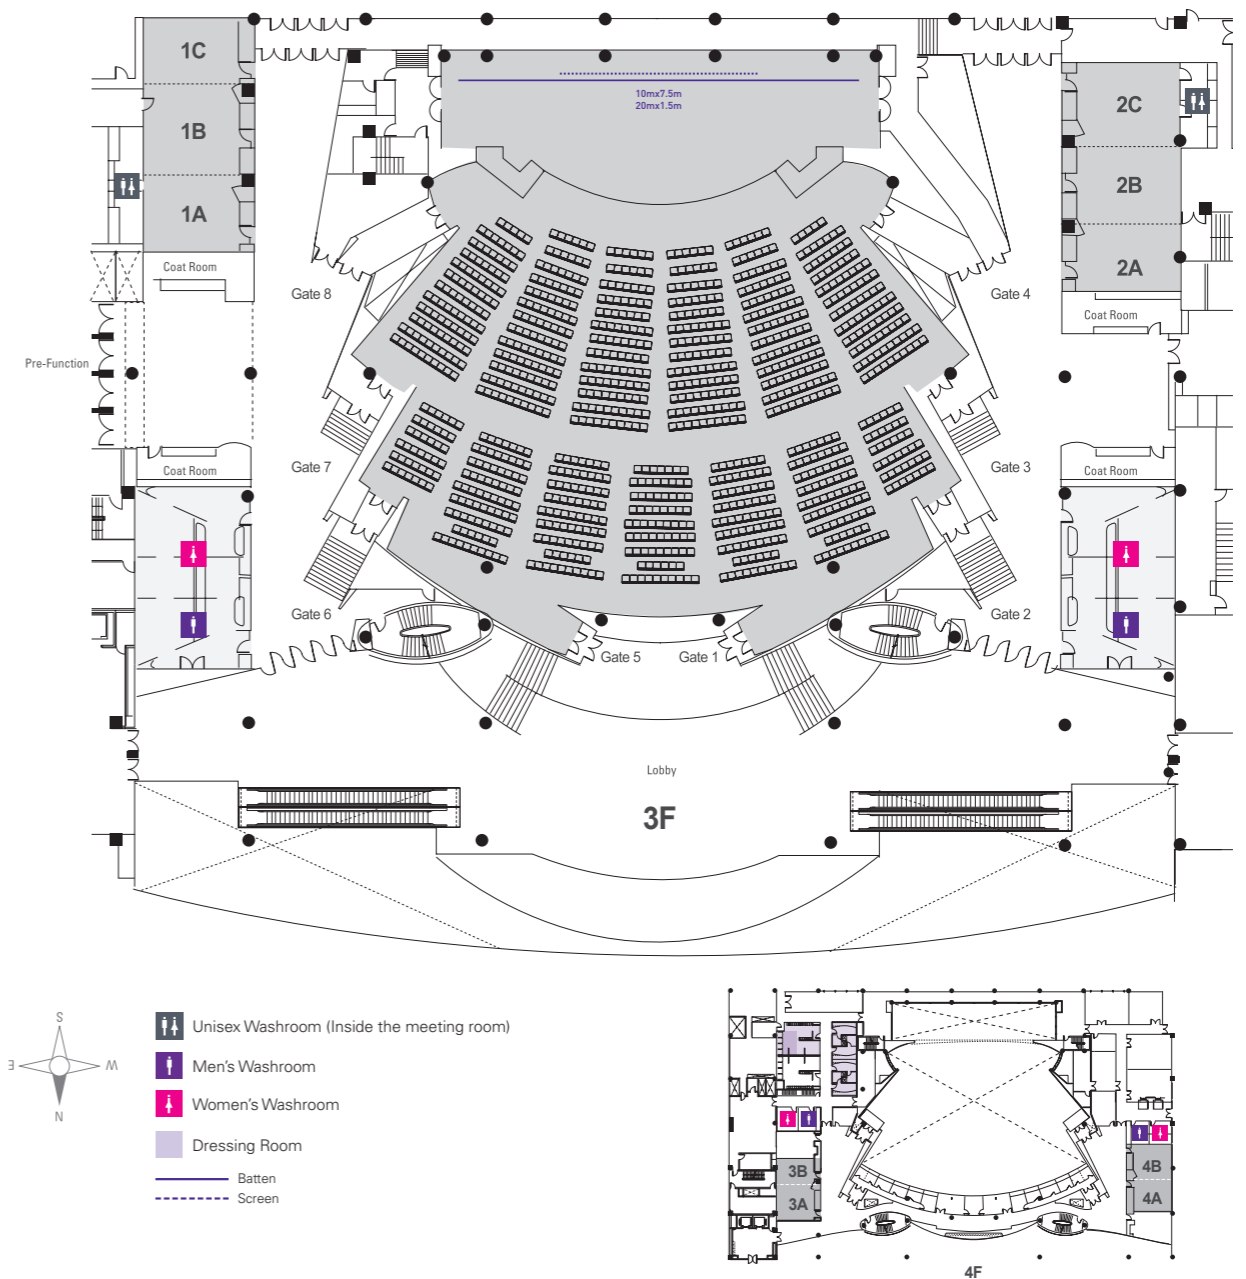 1C
10mx7.5m
20mx1.5m
2C
1B
2B
1A
2A
Coat Room
Gate 8
Gate 4
Coat Room
Pre-Function
Coat Room
Gate 7
Gate 3
Coat Room
Gate 6
Gate 2
Gate 5
Gate 1
Lobby
3F
S
E
W
N
Unisex Washroom (Inside the meeting room)
Men's Washroom
Women's Washroom
Dressing Room
Batten
Screen
3B
4B
3A
4A
4F